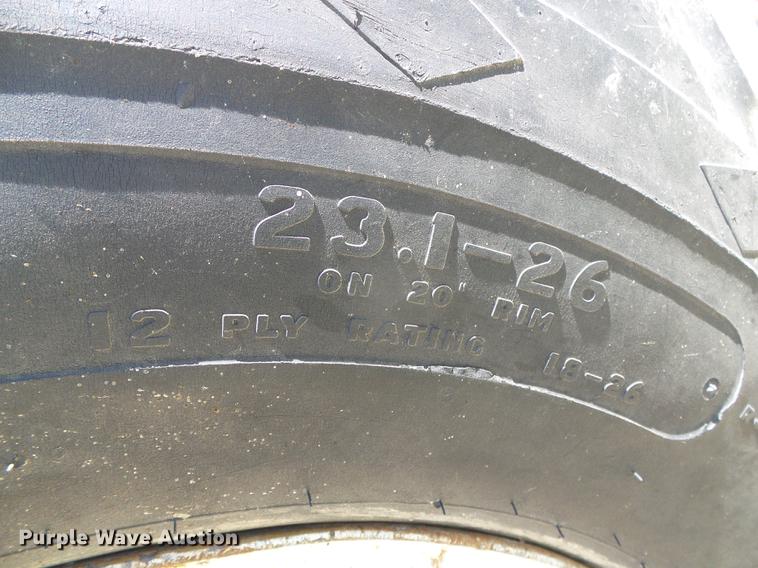 23.1-26
ON 20" RIM
12 PLY RATING 18-26
Purple Wave Auction